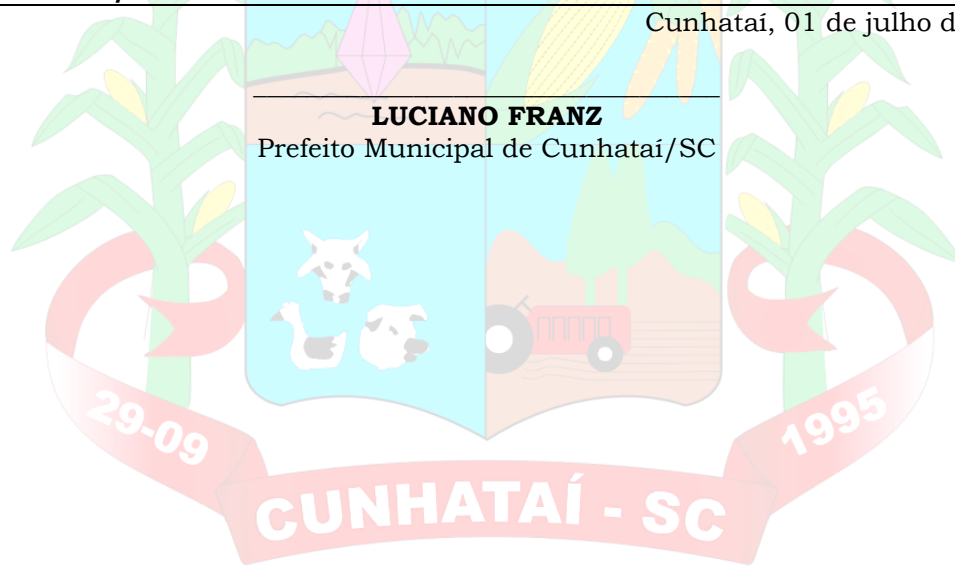 Cunhataí, 01 de julho d
LUCIANO FRANZ
Prefeito Municipal de Cunhataí/SC
29-09
1995
CUNHATAÍ - SC